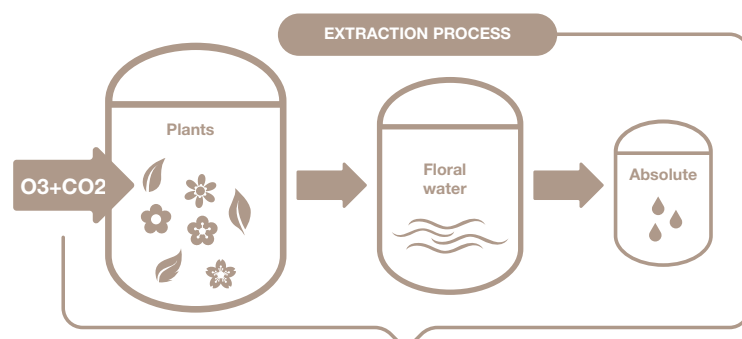 EXTRACTION PROCESS
Plants
O3+CO2
Floral
water
Absolute